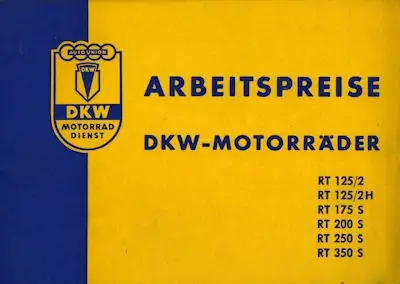 AUTO UNION
DKW
DKW
MOTORRAD
DIENST
ARBEITSPREISE
DKW-MOTORRÄDER
RT 125/2
RT 125/2H
RT 175 S
RT 200 S
RT 250 S
RT 350 S